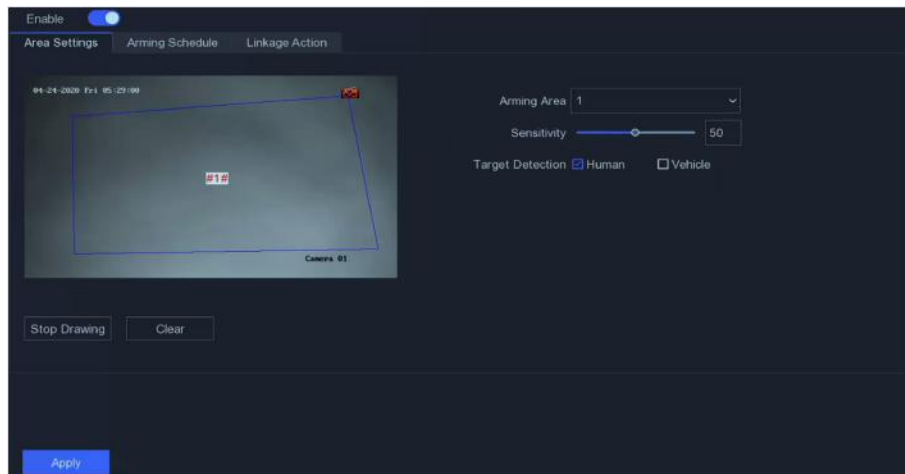 Enable
Area Settings Arming Schedule Linkage Action
04-24-2020 Fri 05:29:00
Arming Area 1
Sensitivity 50
#1#
Target Detection Human Vehicle
Camera 01
Stop Drawing Clear
Apply